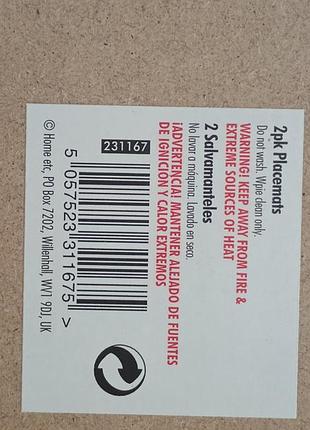 2pk Placemats
Do not wash. Wpie clean only.
WARNING! KEEP AWAY FROM FIRE &
EXTREME SOURCES OF HEAT
2 Salvamanteles
No lavar a máquina. Lavado en seco.
¡ADVERTENCIA! MANTENER ALEJADO DE FUENTES
DE IGNICION Y CALOR EXTREMOS
231167
5 057523 311675 >
© Home etc, PO Box 7202, Willenhall, WV1 9DJ, UK